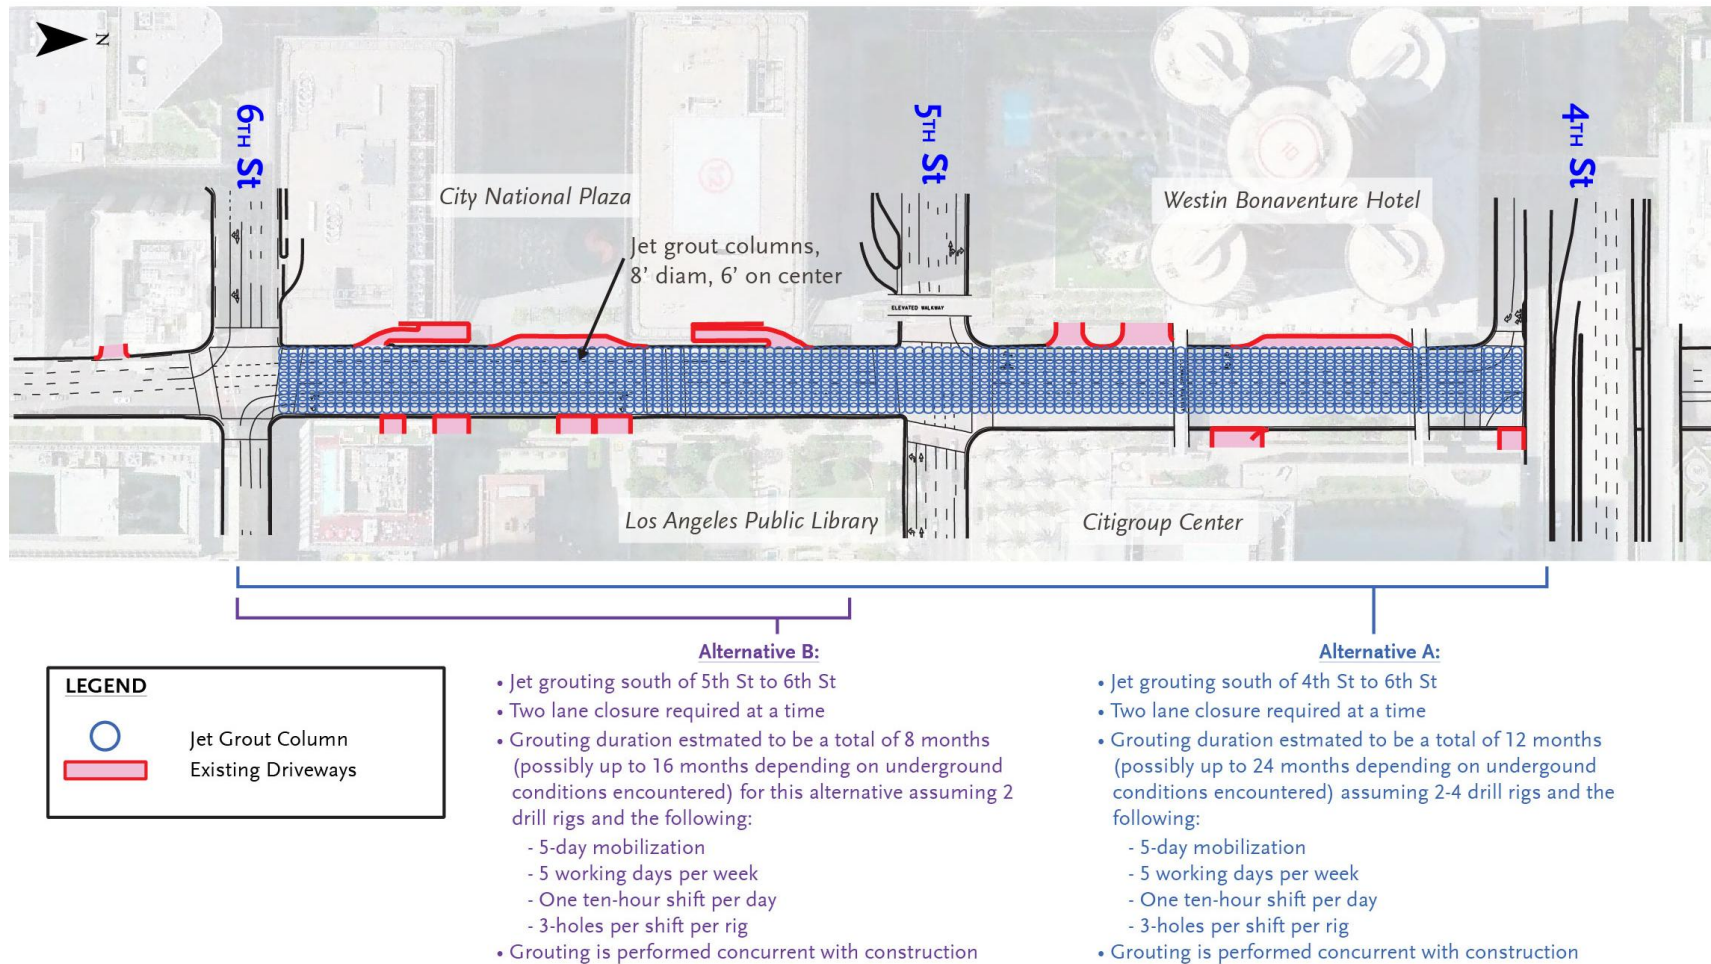 N
6TH St
5TH St
4TH St
City National Plaza
Westin Bonaventure Hotel
Jet grout columns,
8' diam, 6' on center
ELEVATED WALKWAY
Los Angeles Public Library
Citigroup Center
LEGEND
Jet Grout Column
Existing Driveways
Alternative B:
• Jet grouting south of 5th St to 6th St
• Two lane closure required at a time
• Grouting duration estmated to be a total of 8 months
(possibly up to 16 months depending on underground
conditions encountered) for this alternative assuming 2
drill rigs and the following:
- 5-day mobilization
- 5 working days per week
- One ten-hour shift per day
- 3-holes per shift per rig
• Grouting is performed concurrent with construction
Alternative A:
• Jet grouting south of 4th St to 6th St
• Two lane closure required at a time
• Grouting duration estmated to be a total of 12 months
(possibly up to 24 months depending on undergound
conditions encountered) assuming 2-4 drill rigs and the
following:
- 5-day mobilization
- 5 working days per week
- One ten-hour shift per day
- 3-holes per shift per rig
• Grouting is performed concurrent with construction